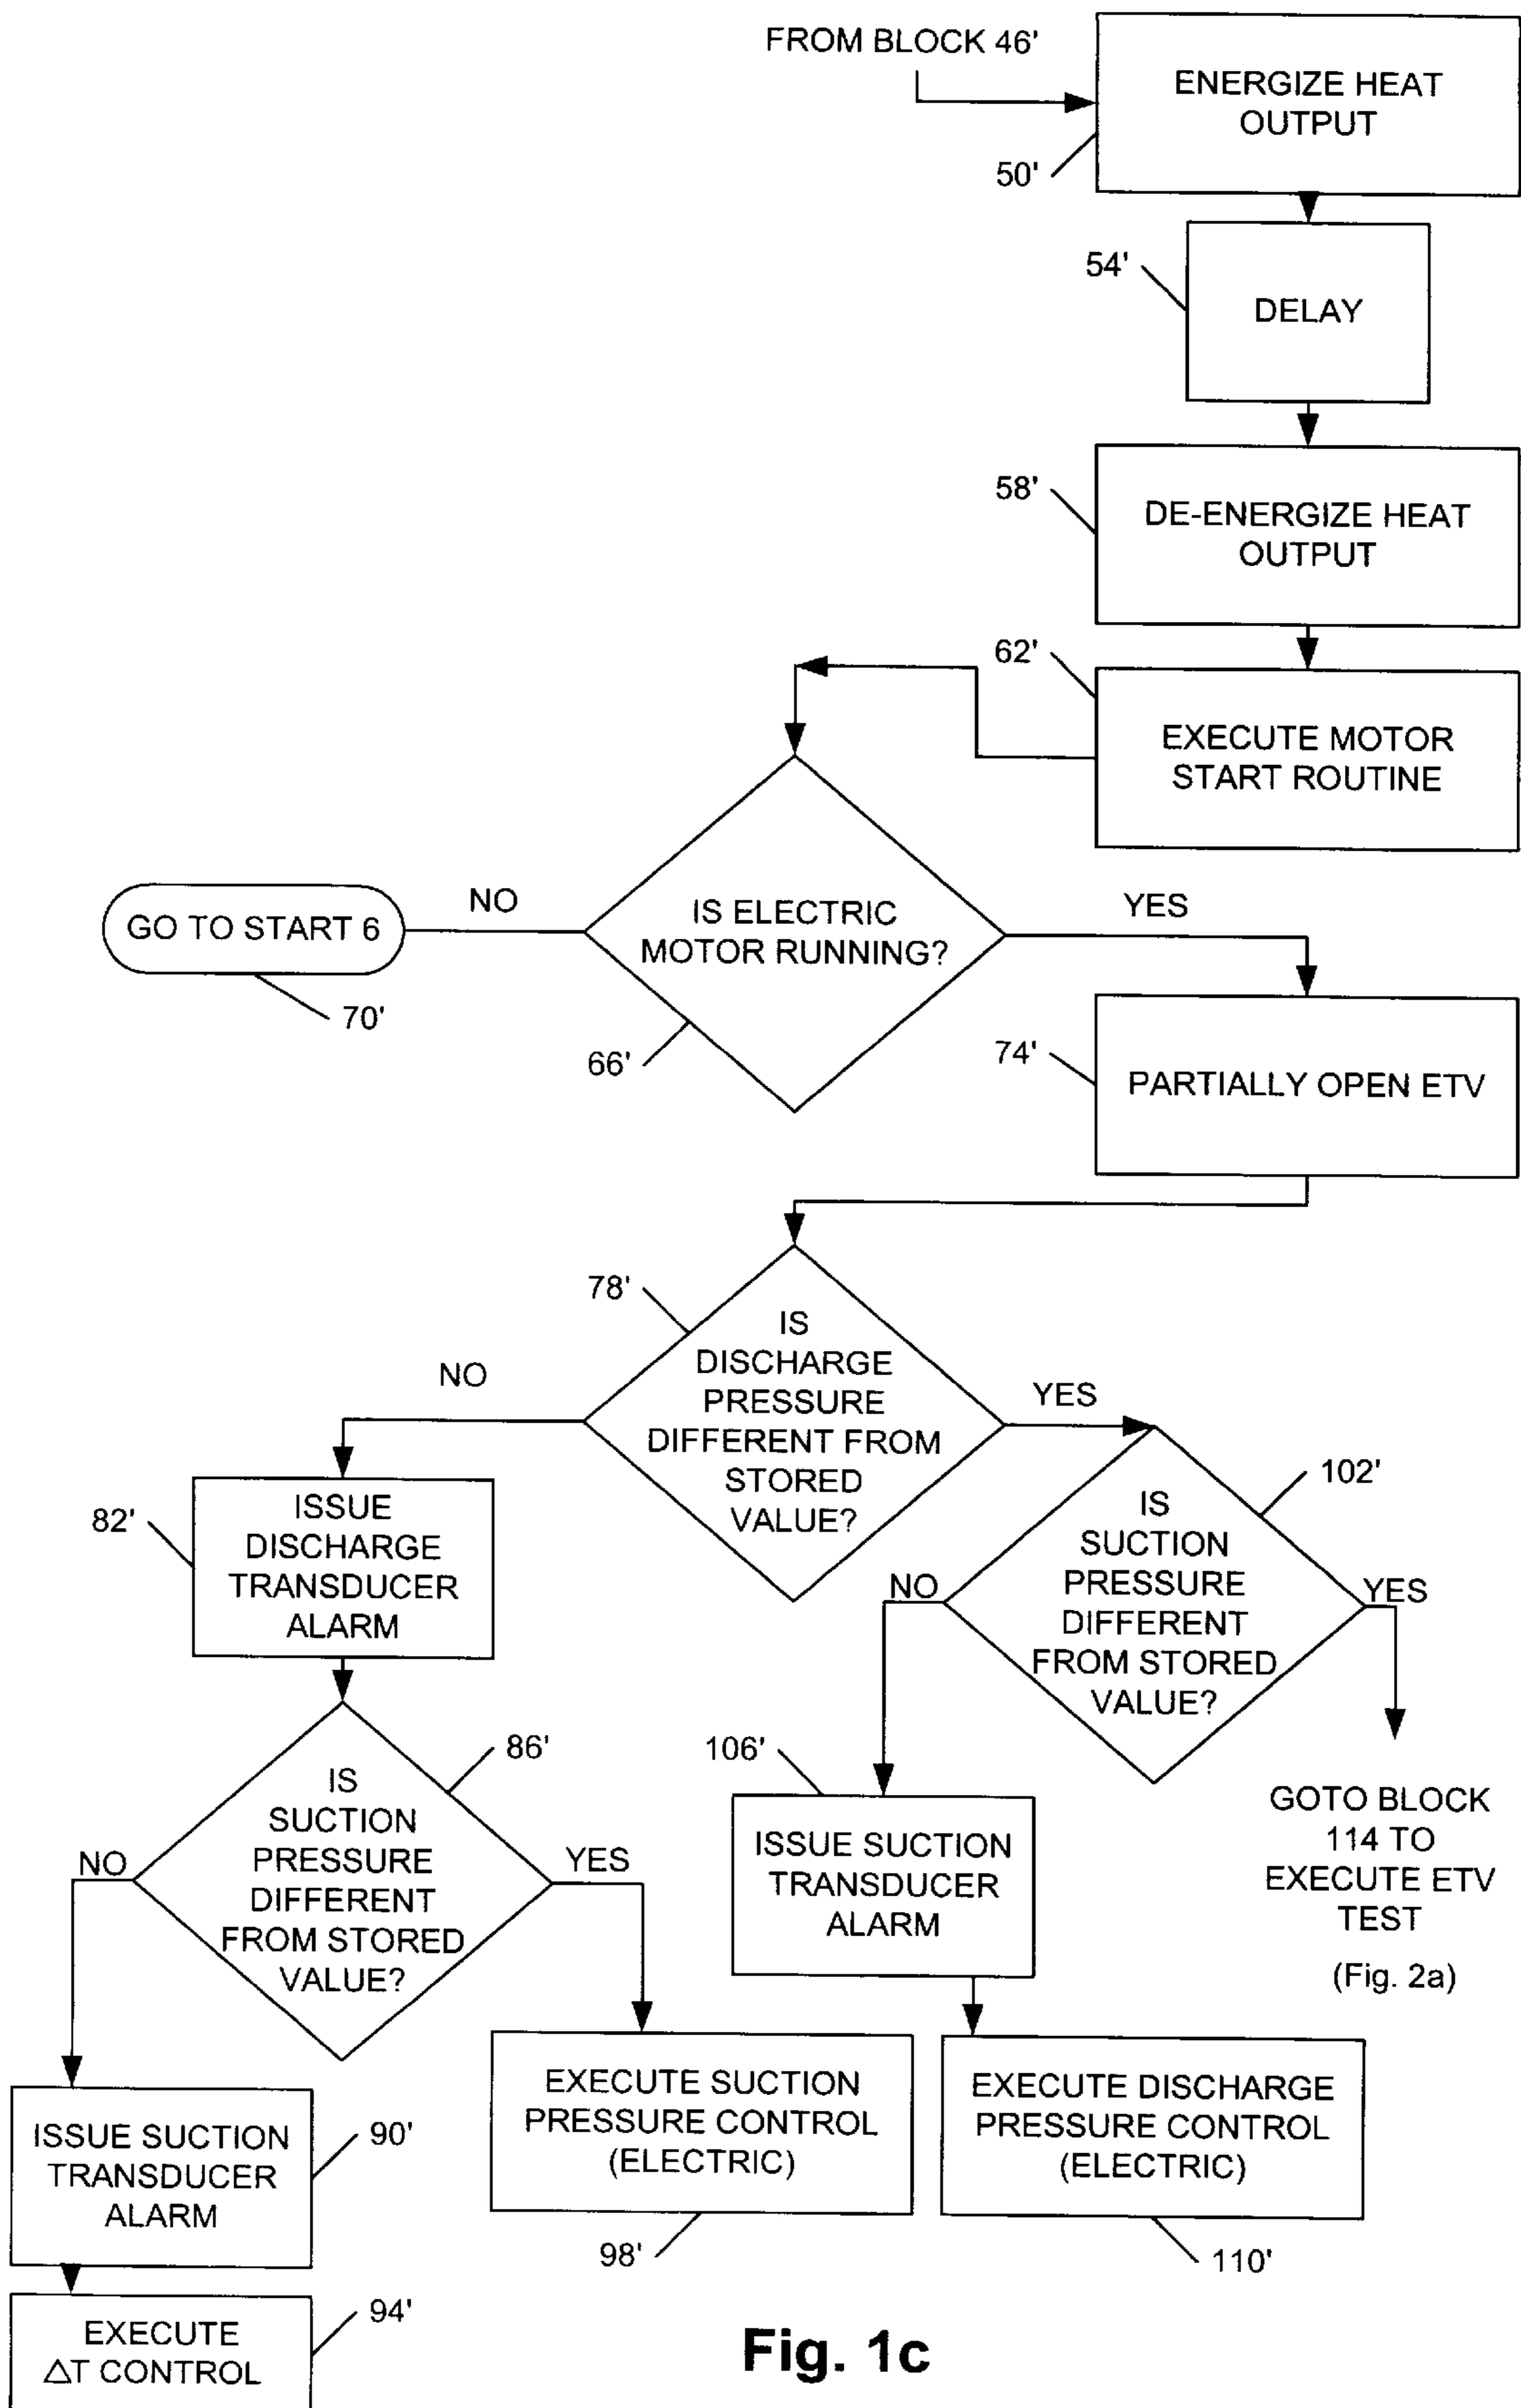 FROM BLOCK 46'
ENERGIZE HEAT
OUTPUT
50'
54'
DELAY
58'
DE-ENERGIZE HEAT
OUTPUT
62'
EXECUTE MOTOR
START ROUTINE
GO TO START 6
NO
IS ELECTRIC
MOTOR RUNNING?
YES
70'
66'
74'
PARTIALLY OPEN ETV
78'
IS
DISCHARGE
PRESSURE
DIFFERENT FROM
STORED
VALUE?
NO
YES
82'
ISSUE
DISCHARGE
TRANSDUCER
ALARM
102'
IS
SUCTION
PRESSURE
DIFFERENT
FROM STORED
VALUE?
NO
YES
86'
IS
SUCTION
PRESSURE
DIFFERENT
FROM STORED
VALUE?
NO
YES
106'
ISSUE SUCTION
TRANSDUCER
ALARM
GOTO BLOCK
114 TO
EXECUTE ETV
TEST
(Fig. 2a)
ISSUE SUCTION
TRANSDUCER
ALARM
90'
EXECUTE SUCTION
PRESSURE CONTROL
(ELECTRIC)
98'
EXECUTE DISCHARGE
PRESSURE CONTROL
(ELECTRIC)
110'
EXECUTE
ΔT CONTROL
94'
Fig. 1c